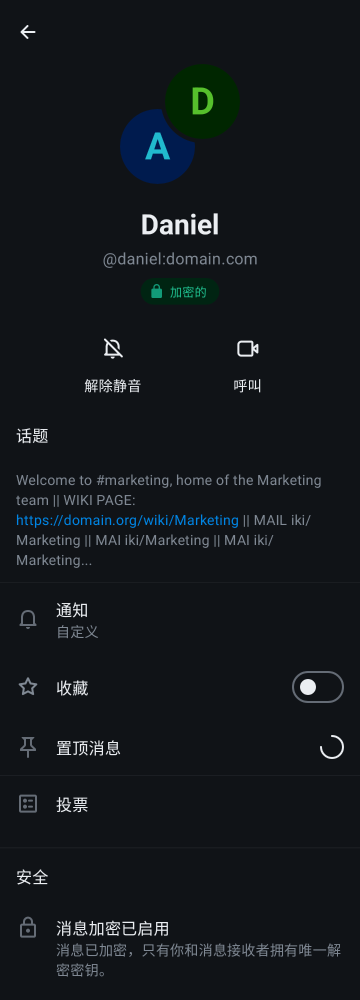 D
A
Daniel
@daniel:domain.com
加密的
解除静音
呼叫
话题
Welcome to #marketing, home of the Marketing
team || WIKI PAGE:
https://domain.org/wiki/Marketing || MAIL iki/
Marketing || MAI iki/Marketing || MAI iki/
Marketing...
通知
自定义
收藏
置顶消息
投票
安全
消息加密已启用
消息已加密，只有你和消息接收者拥有唯一解
密密钥。